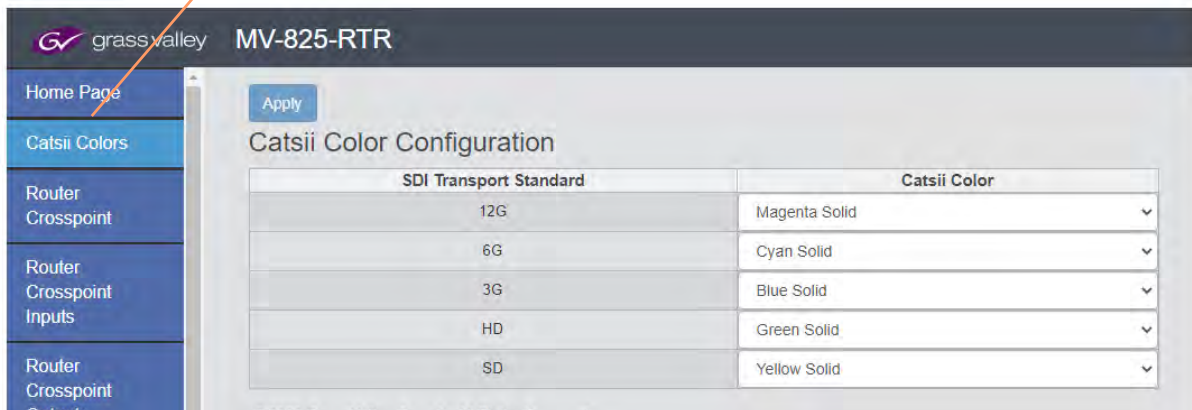 grass valley MV-825-RTR
Home Page
Catsii Colors
Router
Crosspoint
Router
Crosspoint
Inputs
Router
Crosspoint
Apply
Catsii Color Configuration
SDI Transport Standard Catsii Color
12G Magenta Solid
6G Cyan Solid
3G Blue Solid
HD Green Solid
SD Yellow Solid